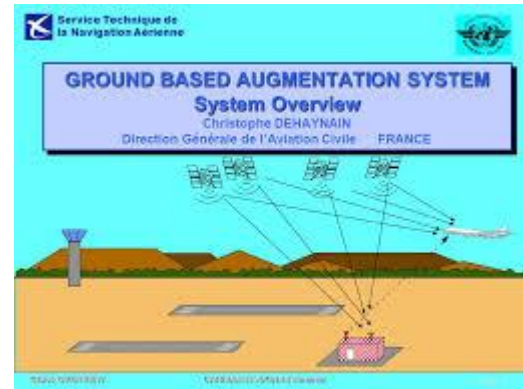 Service Technique de
la Navigation Aérienne
GROUND BASED AUGMENTATION SYSTEM
System Overview
Christophe DEHAYNAIN
Direction Générale de l'Aviation Civile FRANCE